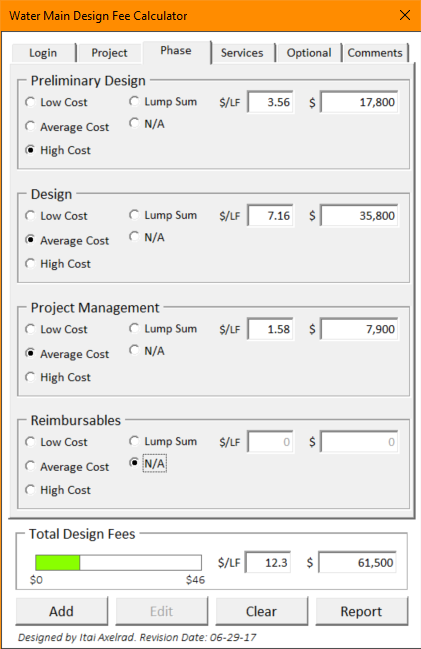 Water Main Design Fee Calculator
Login Project Phase Services Optional Comments
Preliminary Design
Low Cost Lump Sum $/LF 3.56 $ 17,800
Average Cost N/A
High Cost
Design
Low Cost Lump Sum $/LF 7.16 $ 35,800
Average Cost N/A
High Cost
Project Management
Low Cost Lump Sum $/LF 1.58 $ 7,900
Average Cost N/A
High Cost
Reimbursables
Low Cost Lump Sum $/LF 0 $ 0
Average Cost N/A
High Cost
Total Design Fees
$/LF 12.3 $ 61,500
$0 $46
Add Edit Clear Report
Designed by Itai Axelrad. Revision Date: 06-29-17